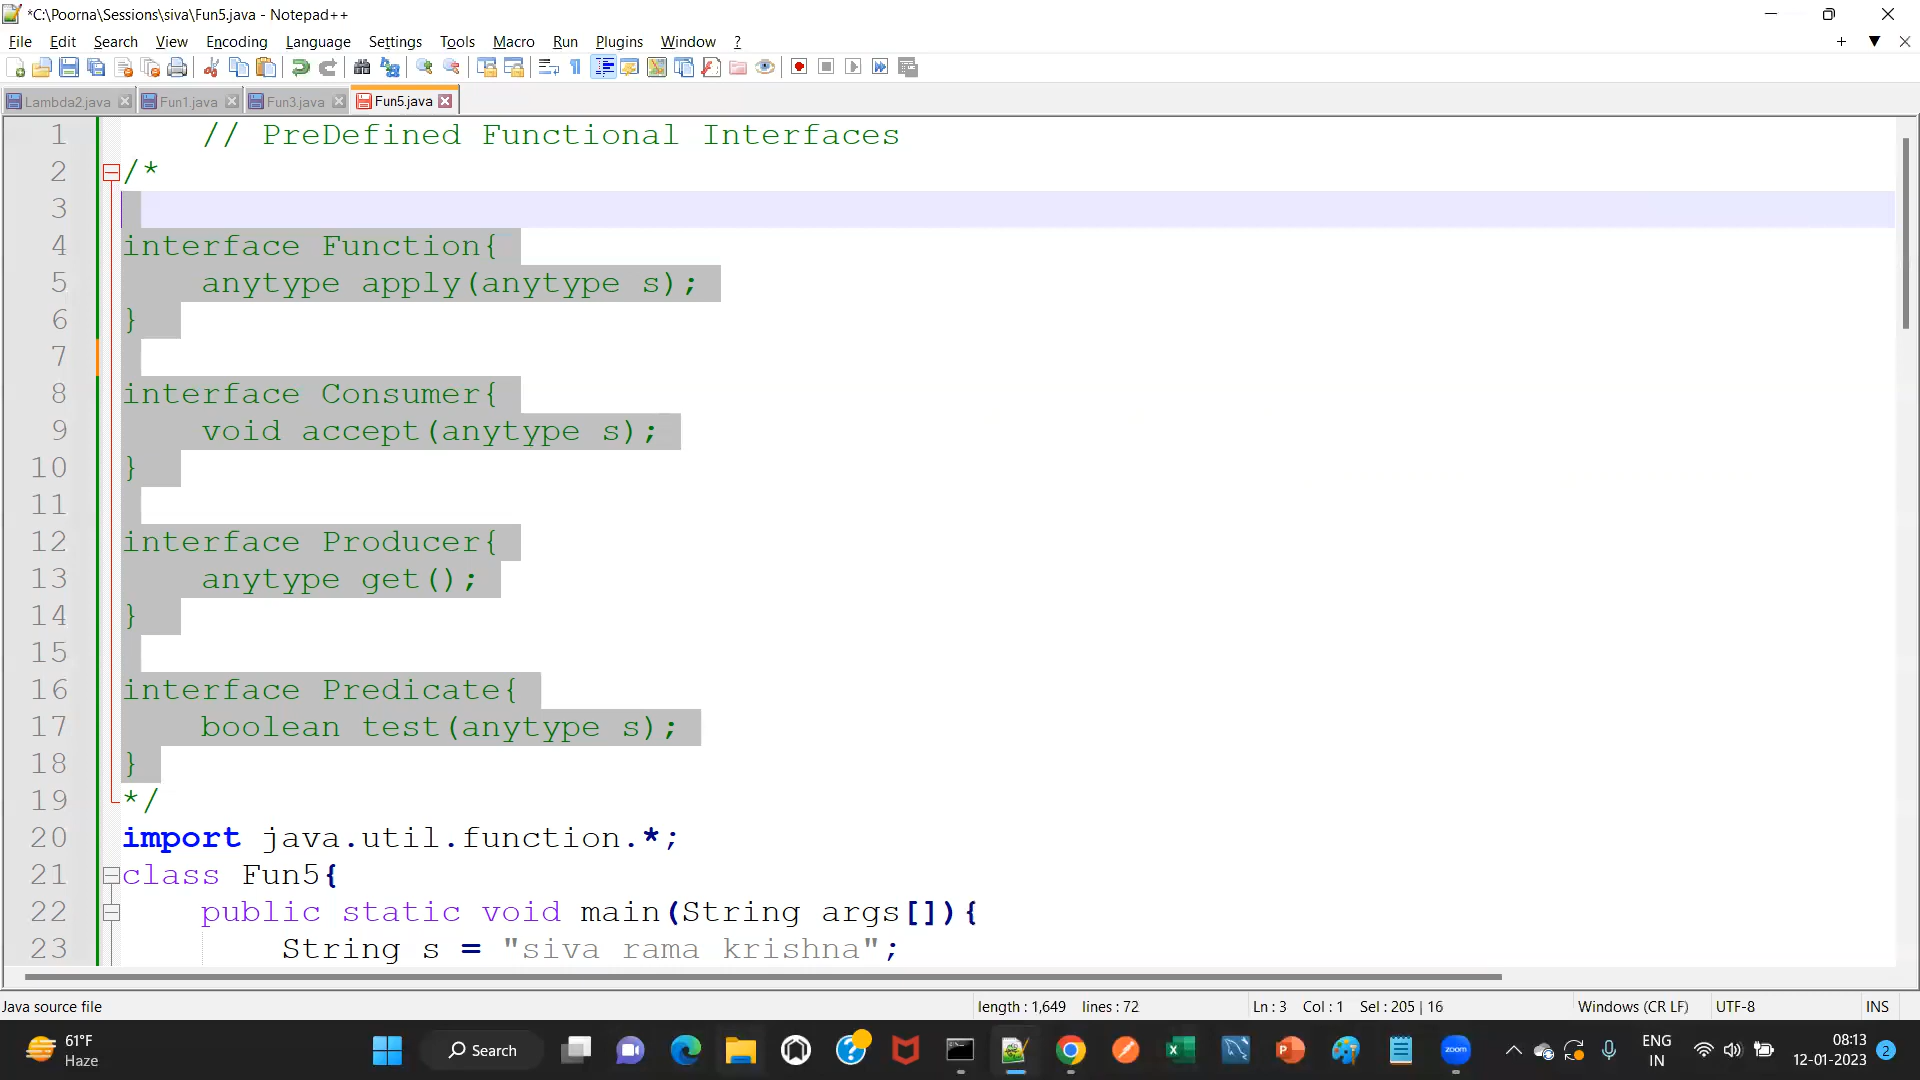 *C:\Poorna\Sessions\siva\Fun5.java - Notepad++
File Edit Search View Encoding Language Settings Tools Macro Run Plugins Window ?
Lambda2.java Fun1.java Fun3.java Fun5.java
1 // PreDefined Functional Interfaces
2 /*
3
4 interface Function{
5 anytype apply(anytype s);
6 }
7
8 interface Consumer{
9 void accept(anytype s);
10 }
11
12 interface Producer{
13 anytype get();
14 }
15
16 interface Predicate{
17 boolean test(anytype s);
18 }
19 */
20 import java.util.function.*;
21 class Fun5{
22 public static void main(String args[]){
23 String s = "siva rama krishna";
Java source file length : 1,649 lines : 72 Ln : 3 Col : 1 Sel : 205 | 16 Windows (CR LF) UTF-8 INS
61°F
Haze
Search
zoom
ENG
IN
08:13
12-01-2023
2